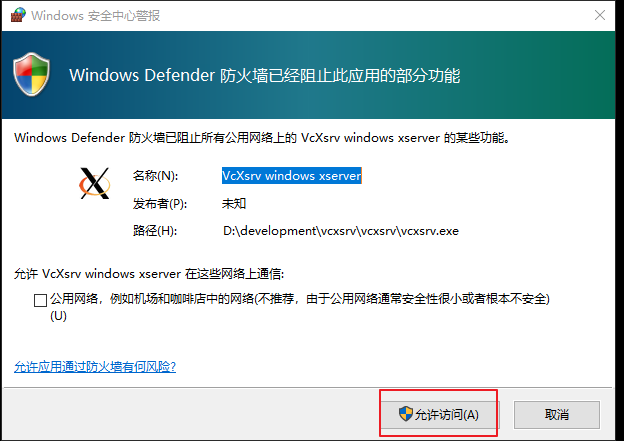 Windows 安全中心警报
Windows Defender 防火墙已经阻止此应用的部分功能
Windows Defender 防火墙已阻止所有公用网络上的 VcXsrv windows xserver 的某些功能。
名称(N): VcXsrv windows xserver
发布者(P): 未知
路径(H): D:\development\vcxsrv\vcxsrv\vcxsrv.exe
允许 VcXsrv windows xserver 在这些网络上通信:
公用网络，例如机场和咖啡店中的网络(不推荐，由于公用网络通常安全性很小或者根本不安全)
(U)
允许应用通过防火墙有何风险?
允许访问(A) 取消